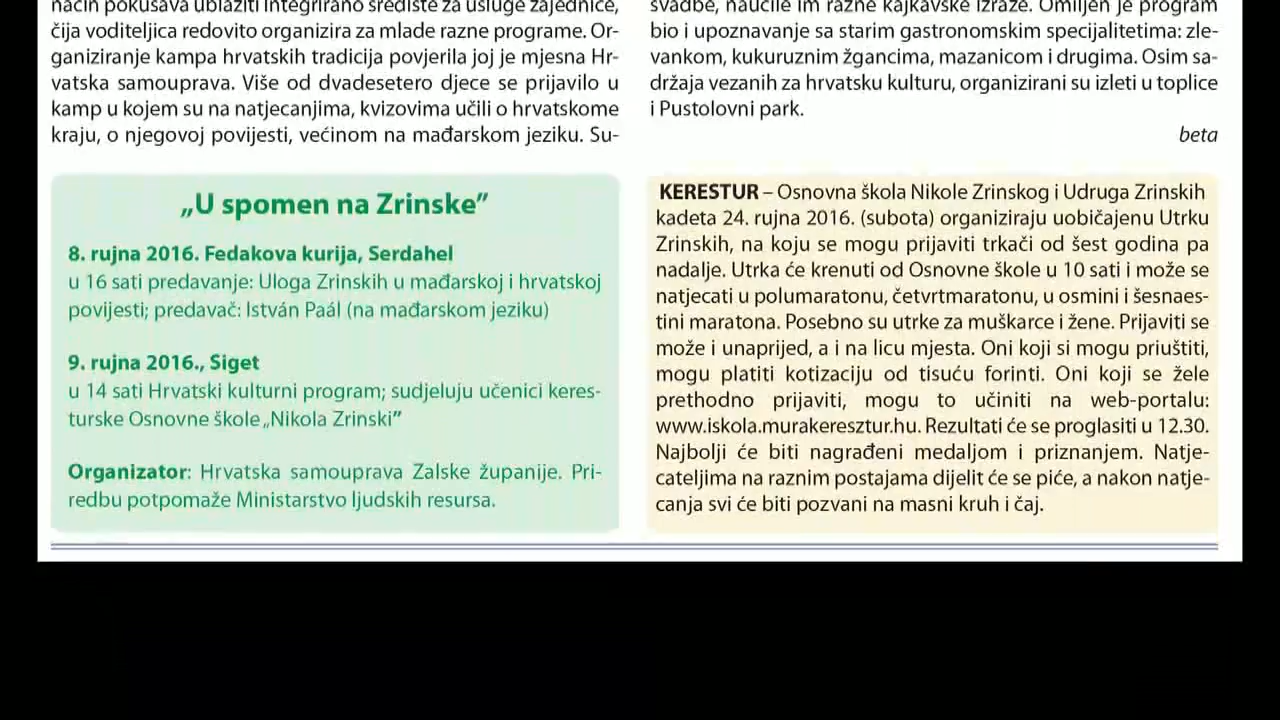 način pokušava ublažiti integrirano središte za usluge zajednice,
čija voditeljica redovito organizira za mlade razne programe. Or-
ganiziranje kampa hrvatskih tradicija povjerila joj je mjesna Hr-
vatska samouprava. Više od dvadesetero djece se prijavilo u
kamp u kojem su na natjecanjima, kvizovima učili o hrvatskome
kraju, o njegovoj povijesti, većinom na mađarskom jeziku. Su-
svadbe, naučile im razne kajkavske izraze. Omiljen je program
bio i upoznavanje sa starim gastronomskim specijalitetima: zle-
vankom, kukuruznim žgancima, mazanicom i drugima. Osim sa-
držaja vezanih za hrvatsku kulturu, organizirani su izleti u toplice
i Pustolovni park.
beta
„U spomen na Zrinske”
8. rujna 2016. Fedakova kurija, Serdahel
u 16 sati predavanje: Uloga Zrinskih u mađarskoj i hrvatskoj
povijesti; predavač: István Paál (na mađarskom jeziku)
9. rujna 2016., Siget
u 14 sati Hrvatski kulturni program; sudjeluju učenici keres-
turske Osnovne škole „Nikola Zrinski”
Organizator: Hrvatska samouprava Zalske županije. Pri-
redbu potpomaže Ministarstvo ljudskih resursa.
KERESTUR – Osnovna škola Nikole Zrinskog i Udruga Zrinskih
kadeta 24. rujna 2016. (subota) organiziraju uobičajenu Utrku
Zrinskih, na koju se mogu prijaviti trkači od šest godina pa
nadalje. Utrka će krenuti od Osnovne škole u 10 sati i može se
natjecati u polumaratonu, četvrtmaratonu, u osmini i šesnaes-
tini maratona. Posebno su utrke za muškarce i žene. Prijaviti se
može i unaprijed, a i na licu mjesta. Oni koji si mogu priuštiti,
mogu platiti kotizaciju od tisuću forinti. Oni koji se žele
prethodno prijaviti, mogu to učiniti na web-portalu:
www.iskola.murakeresztur.hu. Rezultati će se proglasiti u 12.30.
Najbolji će biti nagrađeni medaljom i priznanjem. Natje-
cateljima na raznim postajama dijelit će se piće, a nakon natje-
canja svi će biti pozvani na masni kruh i čaj.